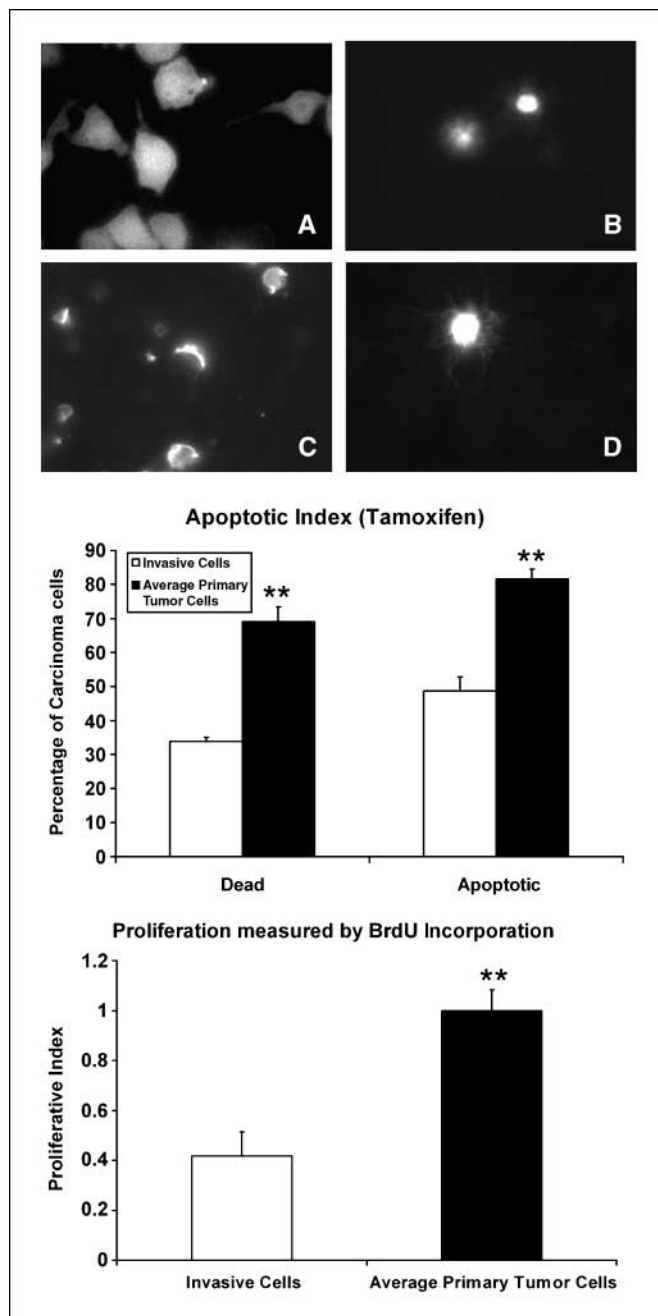 A
B
C
D
Apoptotic Index (Tamoxifen)
Percentage of Carcinoma cells
90
80
70
60
50
40
30
20
10
0
Invasive Cells
Average Primary
Tumor Cells
**
**
Dead
Apoptotic
Proliferation measured by BrdU Incorporation
Proliferative Index
1.2
1
0.8
0.6
0.4
0.2
0
**
Invasive Cells
Average Primary Tumor Cells